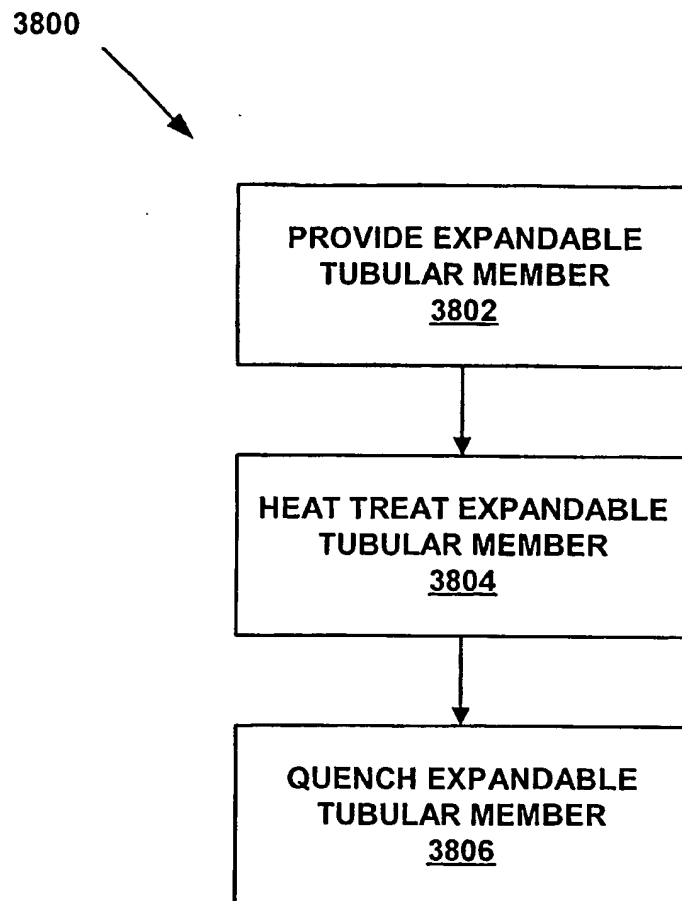 3800
PROVIDE EXPANDABLE
TUBULAR MEMBER
3802
HEAT TREAT EXPANDABLE
TUBULAR MEMBER
3804
QUENCH EXPANDABLE
TUBULAR MEMBER
3806